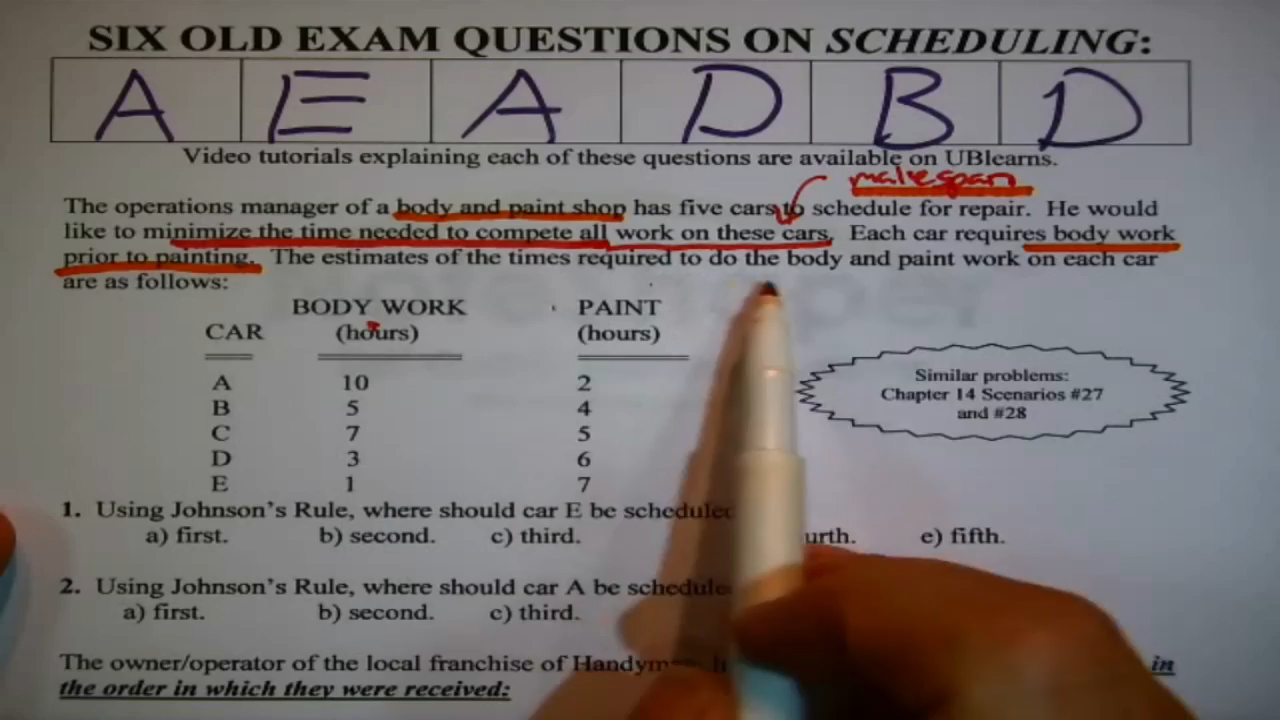 SIX OLD EXAM QUESTIONS ON SCHEDULING:
A E A D B D
Video tutorials explaining each of these questions are available on UBlearns.
makespan
The operations manager of a body and paint shop has five cars to schedule for repair. He would
like to minimize the time needed to compete all work on these cars. Each car requires body work
prior to painting. The estimates of the times required to do the body and paint work on each car
are as follows:
BODY WORK PAINT
CAR (hours) (hours)
A 10 2
B 5 4
C 7 5
D 3 6
E 1 7
Similar problems:
Chapter 14 Scenarios #27
and #28
1. Using Johnson's Rule, where should car E be scheduled
a) first. b) second. c) third. urth. e) fifth.
2. Using Johnson's Rule, where should car A be schedule
a) first. b) second. c) third.
The owner/operator of the local franchise of Handyma in
the order in which they were received: